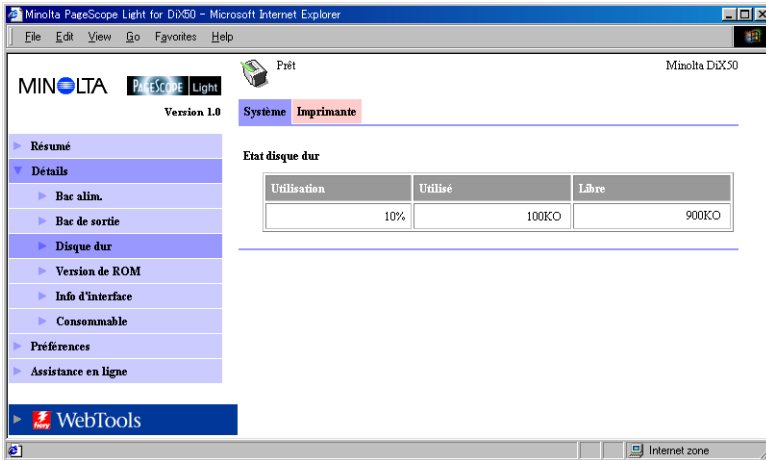 Minolta PageScope Light for DiX50 - Microsoft Internet Explorer
File Edit View Go Favorites Help
MINOLTA PAGESCOPE Light
Version 1.0
Prêt
Minolta DiX50
Système Imprimante
Résumé
Détails
Bac alim.
Bac de sortie
Disque dur
Version de ROM
Info d'interface
Consommable
Préférences
Assistance en ligne
fiery WebTools
Etat disque dur
Utilisation Utilisé Libre
10% 100KO 900KO
Internet zone